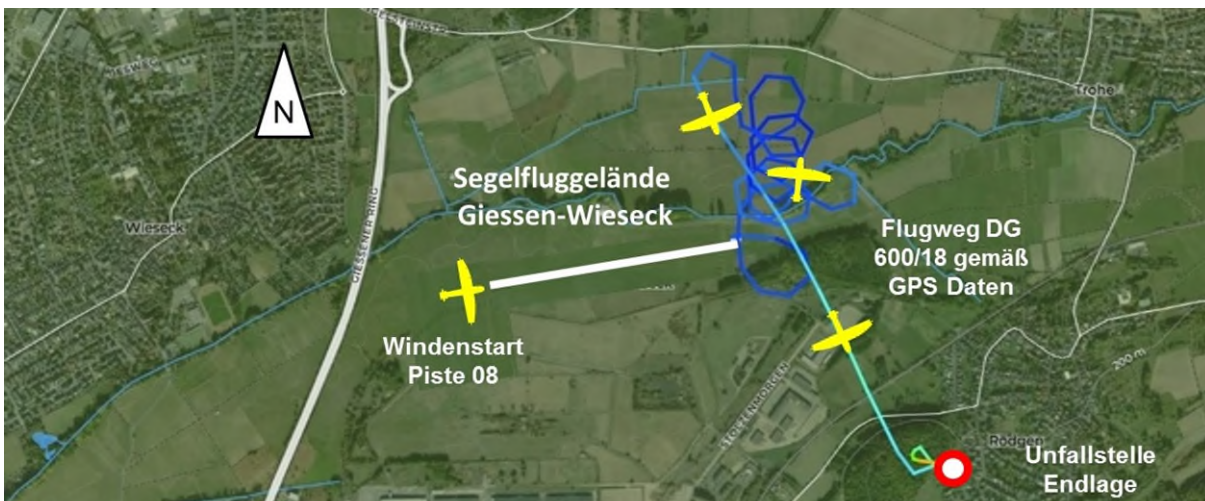 N
Segelfluggelände
Giessen-Wieseck
Windenstart
Piste 08
Flugweg DG
600/18 gemäß
GPS Daten
Unfallstelle
Endlage
Wieseck
GIESSENER RING
Trohe
STOLZENMORGEN
Rödgen
200 m